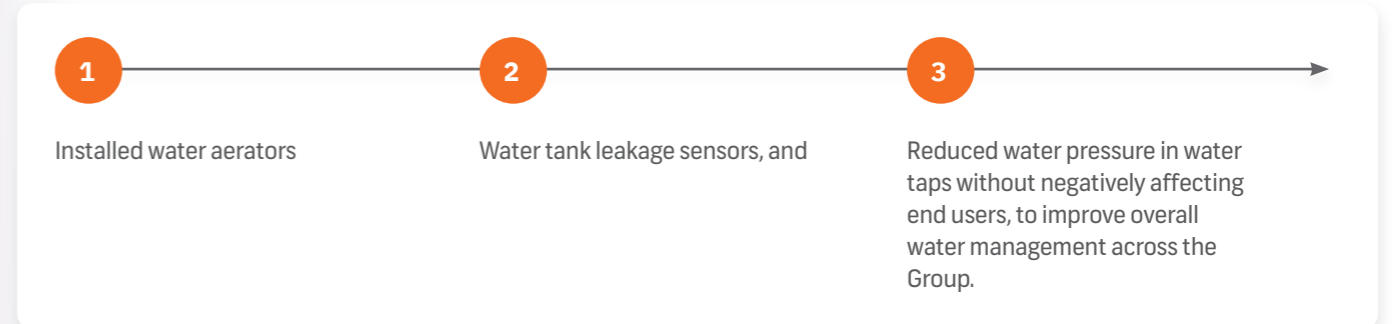 1
2
3
Installed water aerators
Water tank leakage sensors, and
Reduced water pressure in water
taps without negatively affecting
end users, to improve overall
water management across the
Group.